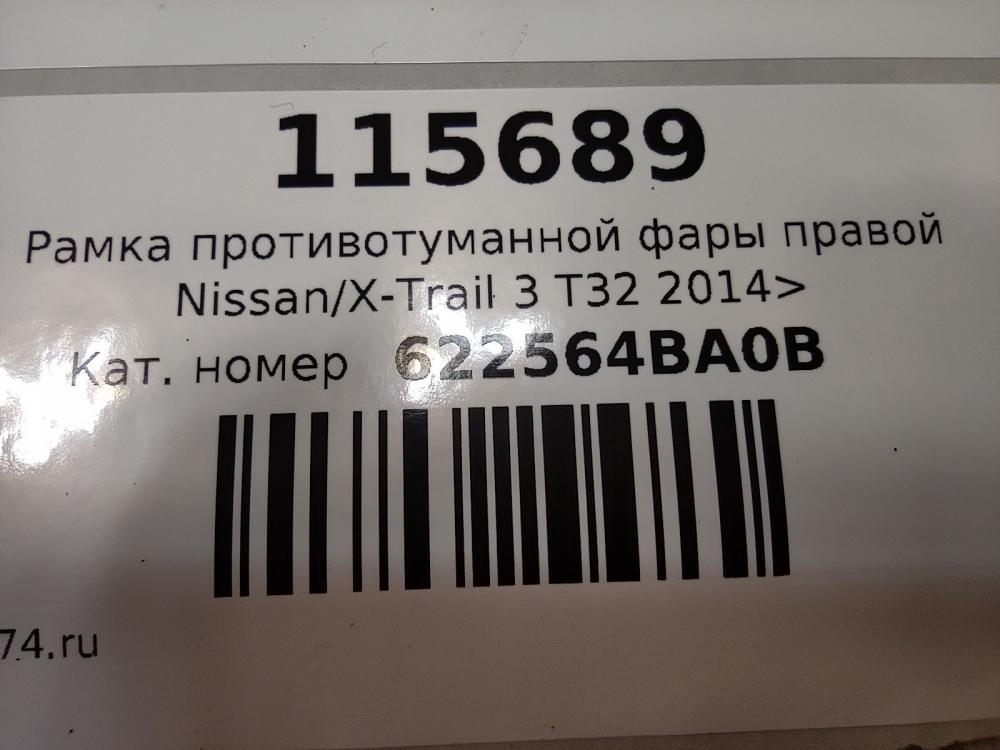 115689
Рамка противотуманной фары правой
Nissan/X-Trail 3 T32 2014>
Кат. номер 622564BA0B
74.ru